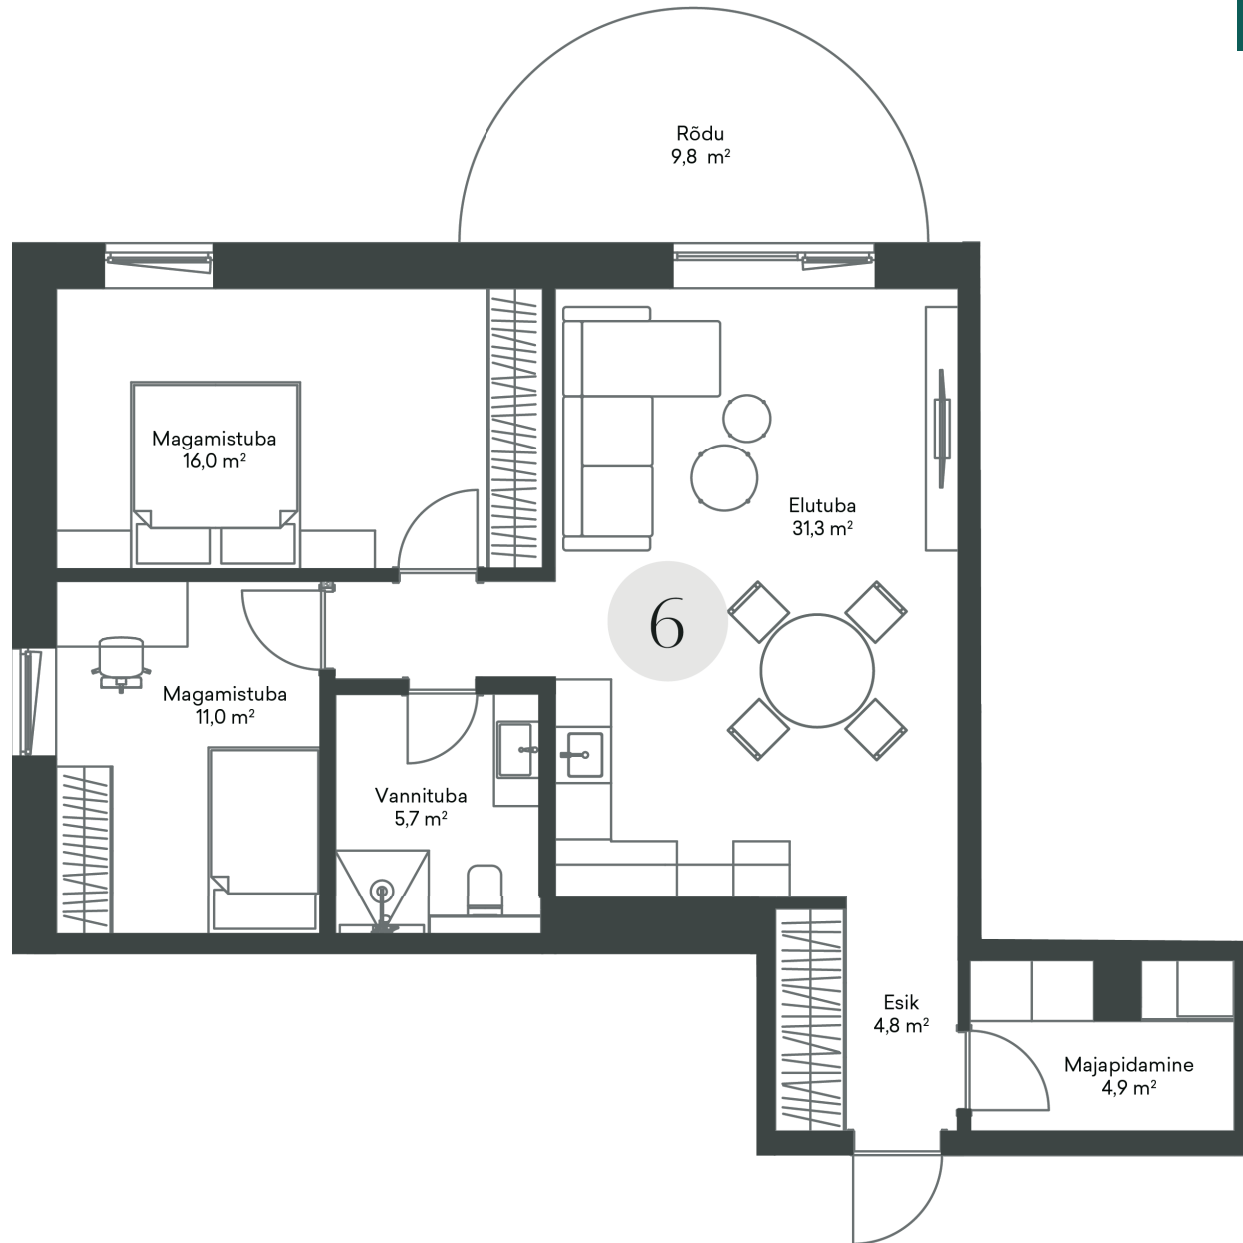 Rõdu
9,8 m²
Magamistuba
16,0 m²
Elutuba
31,3 m²
6
Magamistuba
11,0 m²
Vannituba
5,7 m²
Esik
4,8 m²
Majapidamine
4,9 m²